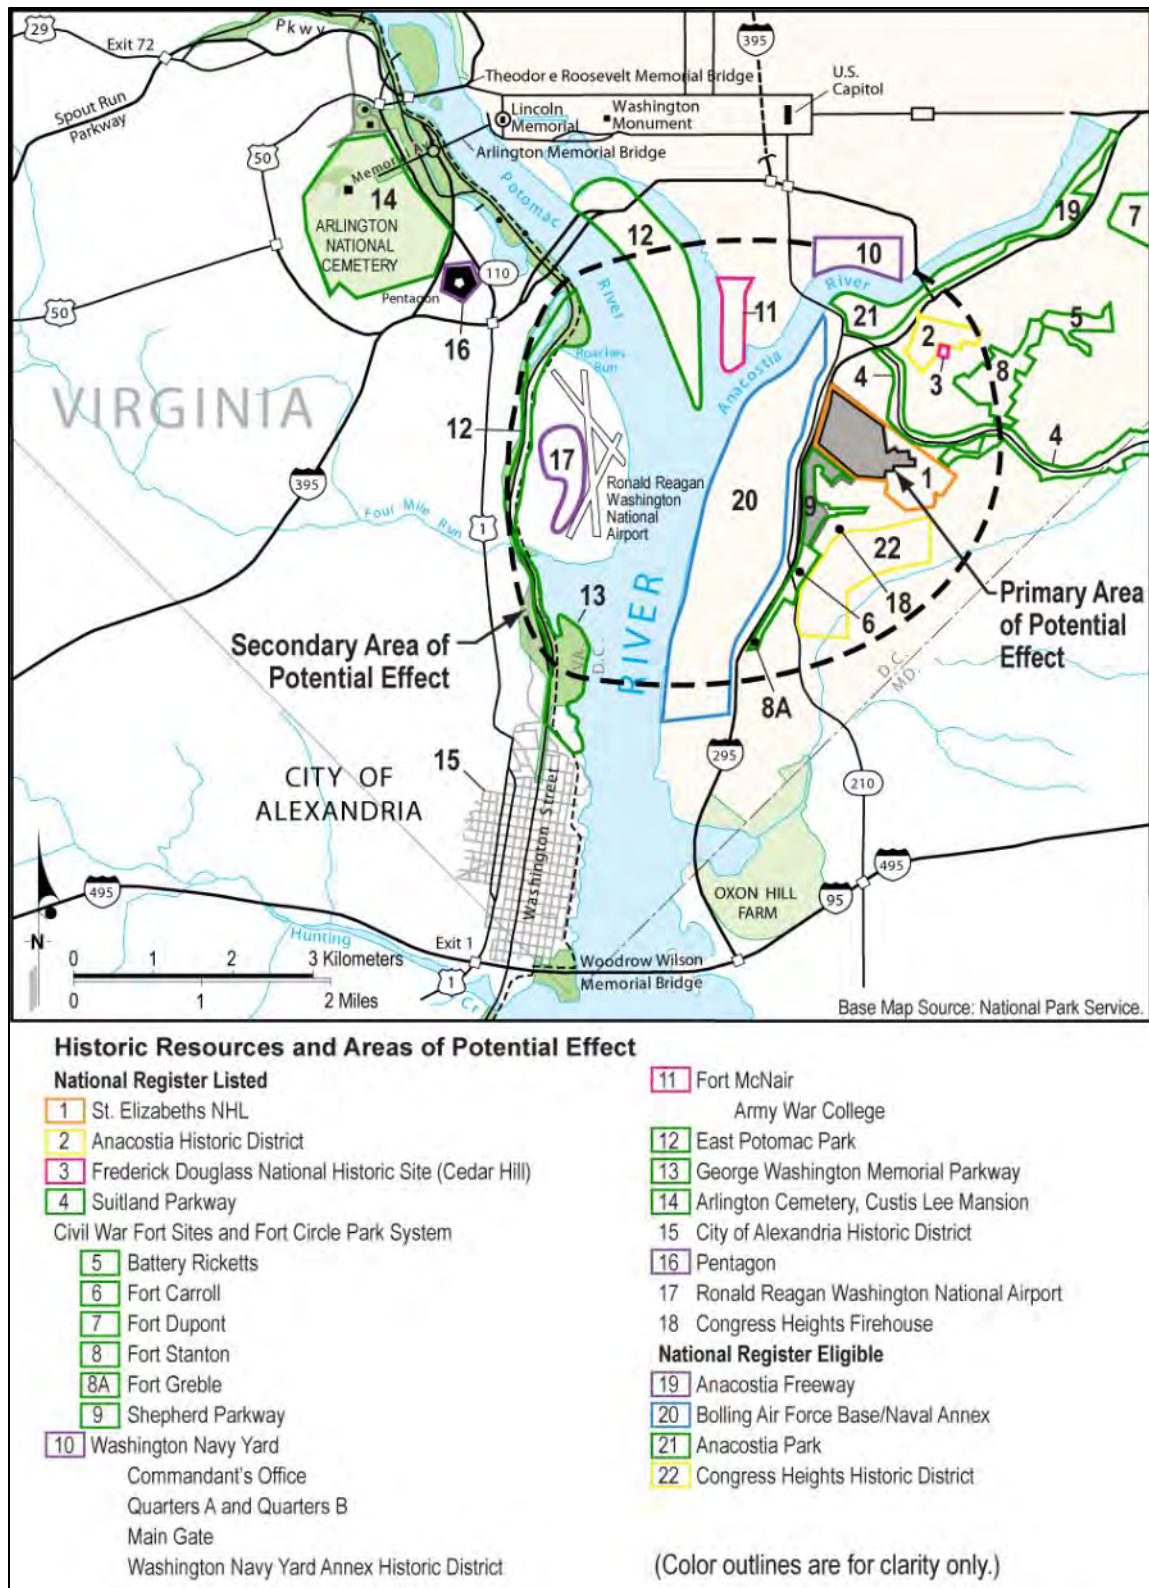 29
Exit 72
Pkwy
395
Theodore Roosevelt Memorial Bridge
U.S.
Capitol
Spout Run
Parkway
Lincoln
Memorial
Washington
Monument
50
Memorial Av
Arlington Memorial Bridge
Potomac
14
ARLINGTON
NATIONAL
CEMETERY
12
10
19
7
Pentagon
110
River
River
50
16
11
21
2
5
Roaches
Run
Anacostia
4
3
8
VIRGINIA
12
17
4
395
Ronald Reagan
Washington
National
Airport
1
Four Mile Run
1
20
9
22
13
RIVER
18
6
Primary Area
of Potential
Effect
Secondary Area of
Potential Effect
VA.
D.C.
D.C.
MD.
8A
15
295
CITY OF
ALEXANDRIA
210
Washington Street
495
495
OXON HILL
FARM
95
N
Hunting
Exit 1
0 1 2 3 Kilometers
Woodrow Wilson
Memorial Bridge
1
0 1 2 Miles
Cr
Base Map Source: National Park Service.
Historic Resources and Areas of Potential Effect
National Register Listed
1 St. Elizabeths NHL
2 Anacostia Historic District
3 Frederick Douglass National Historic Site (Cedar Hill)
4 Suitland Parkway
Civil War Fort Sites and Fort Circle Park System
5 Battery Ricketts
6 Fort Carroll
7 Fort Dupont
8 Fort Stanton
8A Fort Greble
9 Shepherd Parkway
10 Washington Navy Yard
Commandant's Office
Quarters A and Quarters B
Main Gate
Washington Navy Yard Annex Historic District
11 Fort McNair
Army War College
12 East Potomac Park
13 George Washington Memorial Parkway
14 Arlington Cemetery, Custis Lee Mansion
15 City of Alexandria Historic District
16 Pentagon
17 Ronald Reagan Washington National Airport
18 Congress Heights Firehouse
National Register Eligible
19 Anacostia Freeway
20 Bolling Air Force Base/Naval Annex
21 Anacostia Park
22 Congress Heights Historic District
(Color outlines are for clarity only.)